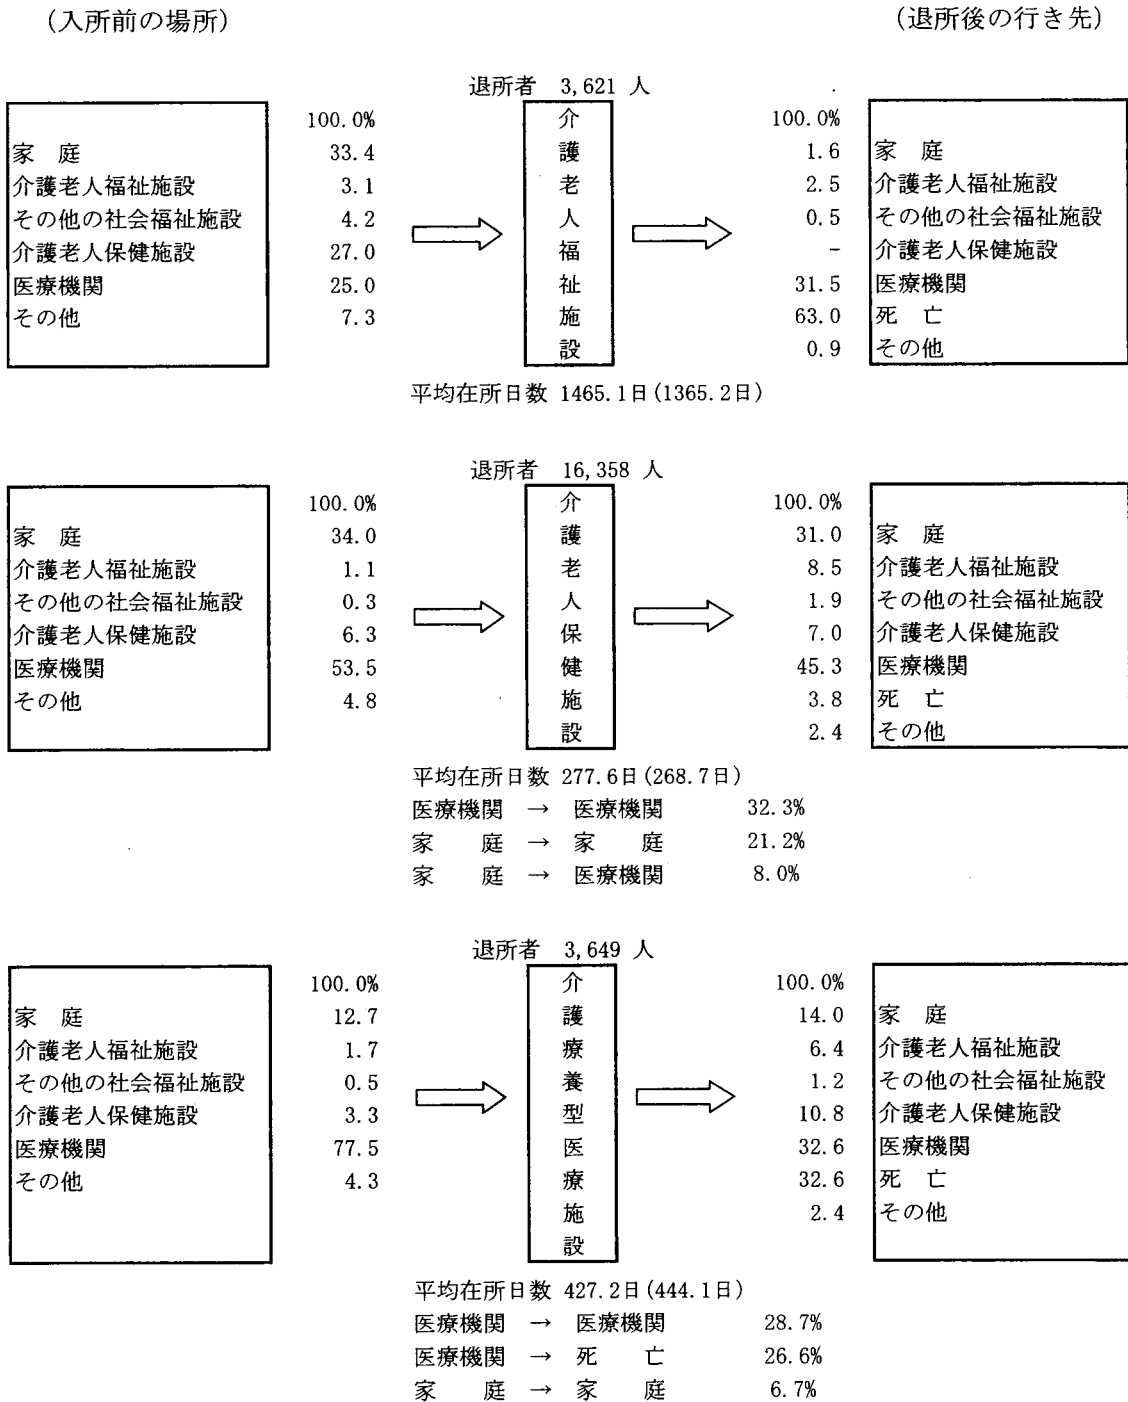 (入所前の場所)
(退所後の行き先)
退所者 3,621 人
100.0% 介 100.0%
家 庭 33.4 護 1.6 家 庭
介護老人福祉施設 3.1 老 2.5 介護老人福祉施設
その他の社会福祉施設 4.2 人 0.5 その他の社会福祉施設
介護老人保健施設 27.0 福 - 介護老人保健施設
医療機関 25.0 祉 31.5 医療機関
その他 7.3 施 63.0 死 亡
設 0.9 その他
平均在所日数 1465.1日(1365.2日)
退所者 16,358 人
100.0% 介 100.0%
家 庭 34.0 護 31.0 家 庭
介護老人福祉施設 1.1 老 8.5 介護老人福祉施設
その他の社会福祉施設 0.3 人 1.9 その他の社会福祉施設
介護老人保健施設 6.3 保 7.0 介護老人保健施設
医療機関 53.5 健 45.3 医療機関
その他 4.8 施 3.8 死 亡
設 2.4 その他
平均在所日数 277.6日(268.7日)
医療機関 → 医療機関 32.3%
家 庭 → 家 庭 21.2%
家 庭 → 医療機関 8.0%
退所者 3,649 人
100.0% 介 100.0%
家 庭 12.7 護 14.0 家 庭
介護老人福祉施設 1.7 療 6.4 介護老人福祉施設
その他の社会福祉施設 0.5 養 1.2 その他の社会福祉施設
介護老人保健施設 3.3 型 10.8 介護老人保健施設
医療機関 77.5 医 32.6 医療機関
その他 4.3 療 32.6 死 亡
施 2.4 その他
設
平均在所日数 427.2日(444.1日)
医療機関 → 医療機関 28.7%
医療機関 → 死 亡 26.6%
家 庭 → 家 庭 6.7%